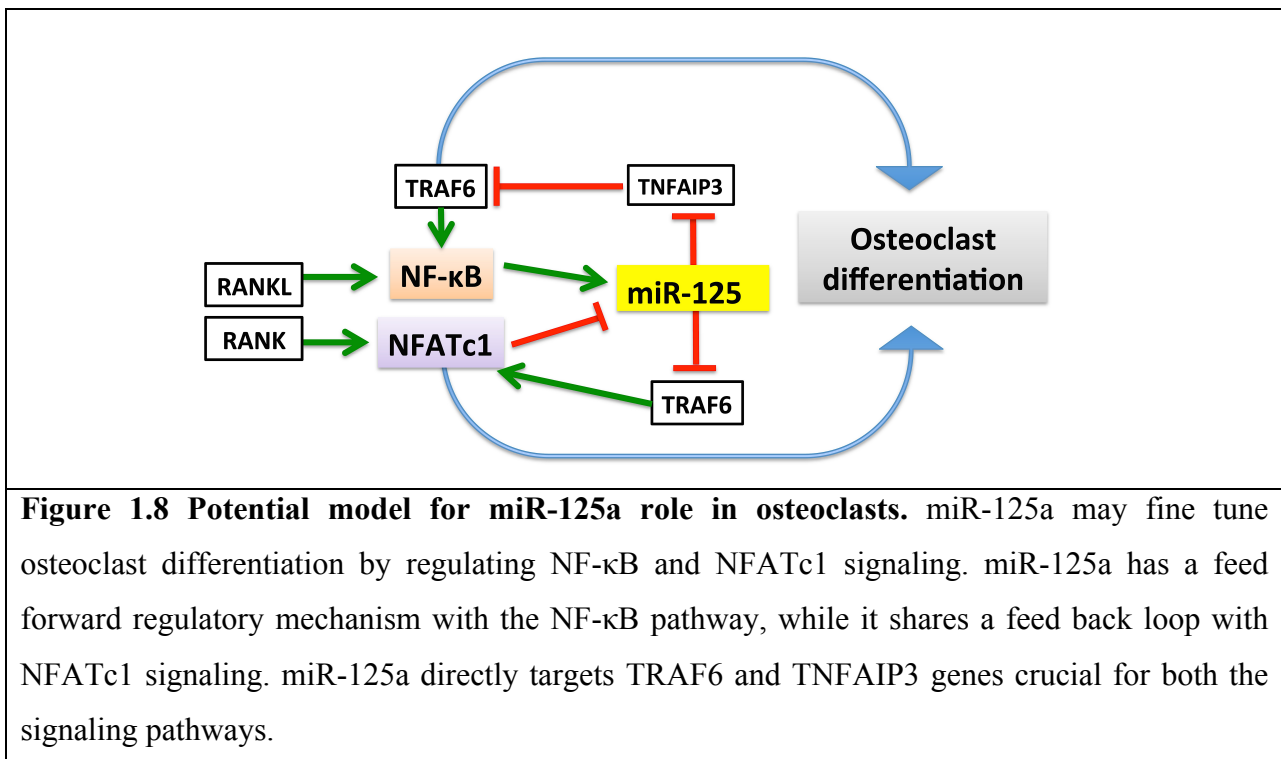 TRAF6
TNFAIP3
Osteoclast
differentiation
RANKL
NF-κB
miR-125
RANK
NFATc1
TRAF6
Figure 1.8 Potential model for miR-125a role in osteoclasts. miR-125a may fine tune
osteoclast differentiation by regulating NF-κB and NFATc1 signaling. miR-125a has a feed
forward regulatory mechanism with the NF-κB pathway, while it shares a feed back loop with
NFATc1 signaling. miR-125a directly targets TRAF6 and TNFAIP3 genes crucial for both the
signaling pathways.